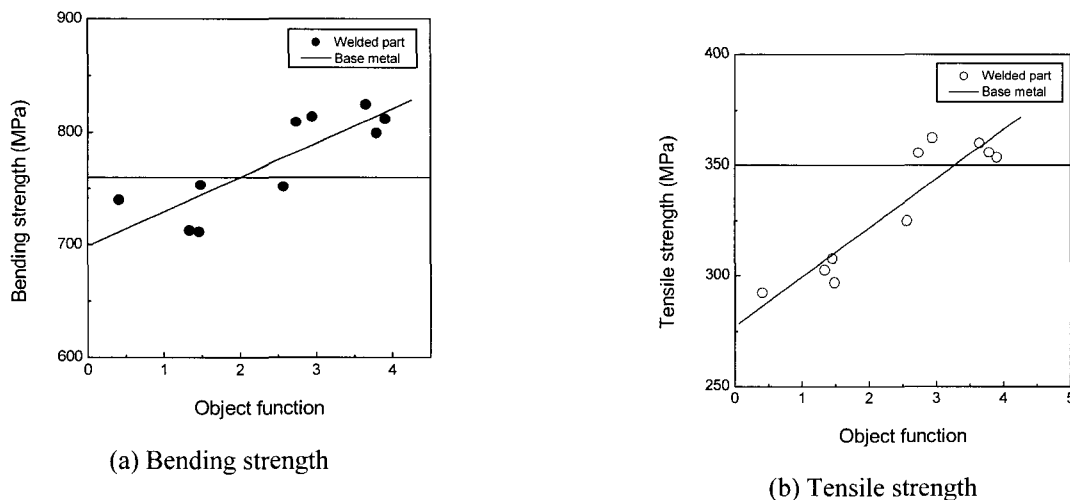 900
800
700
600
Bending strength (MPa)
Welded part
Base metal
0 1 2 3 4
Object function
(a) Bending strength
400
350
300
250
Tensile strength (MPa)
Welded part
Base metal
0 1 2 3 4 5
Object function
(b) Tensile strength